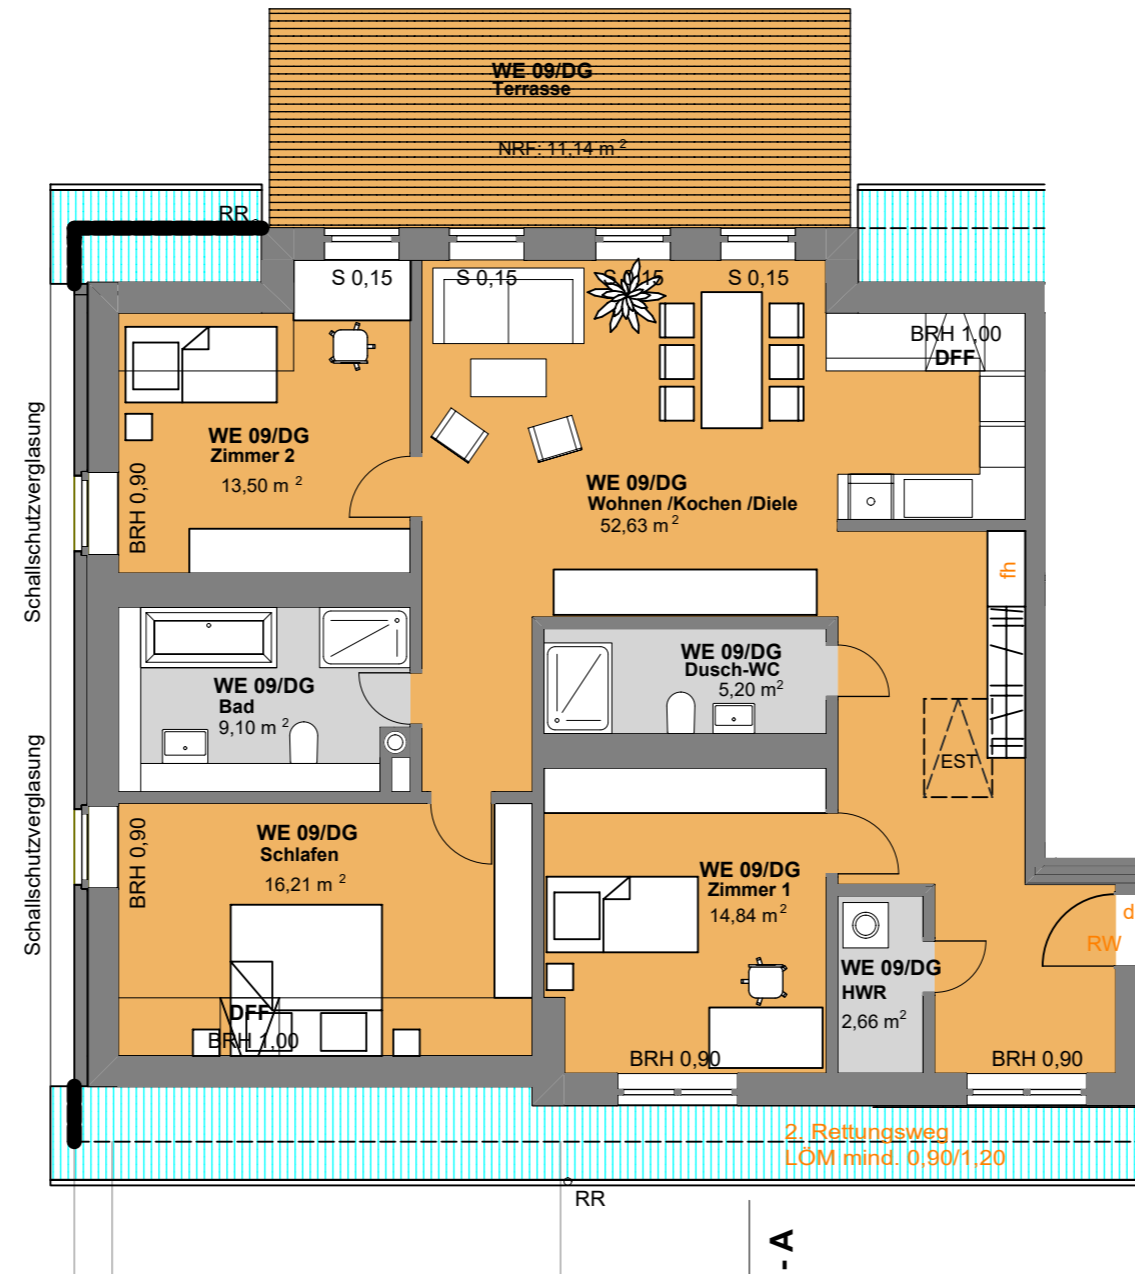 WE 09/DG
Terrasse
NRF: 11,14 m²
RR
S 0,15
S 0,15
S 0,15
S 0,15
BRH 1,00
DFF
Schallschutzverglasung
BRH 0,90
WE 09/DG
Zimmer 2
13,50 m²
WE 09/DG
Wohnen /Kochen /Diele
52,63 m²
fh
WE 09/DG
Bad
9,10 m²
WE 09/DG
Dusch-WC
5,20 m²
EST
Schallschutzverglasung
BRH 0,90
WE 09/DG
Schlafen
16,21 m²
WE 09/DG
Zimmer 1
14,84 m²
d
RW
WE 09/DG
HWR
2,66 m²
DFF
BRH 1,00
BRH 0,90
BRH 0,90
2. Rettungsweg
LÖM mind. 0,90/1,20
RR
- A